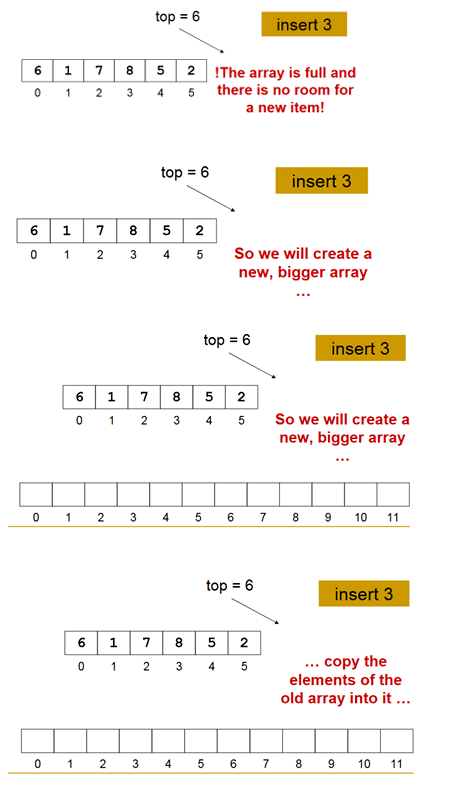 top = 6
insert 3
6 1 7 8 5 2
!The array is full and
there is no room for
a new item!
0 1 2 3 4 5
top = 6
insert 3
6 1 7 8 5 2
0 1 2 3 4 5
So we will create a
new, bigger array
…
top = 6
insert 3
6 1 7 8 5 2
0 1 2 3 4 5
So we will create a
new, bigger array
…
0 1 2 3 4 5 6 7 8 9 10 11
top = 6
insert 3
6 1 7 8 5 2
0 1 2 3 4 5
… copy the
elements of the
old array into it …
0 1 2 3 4 5 6 7 8 9 10 11